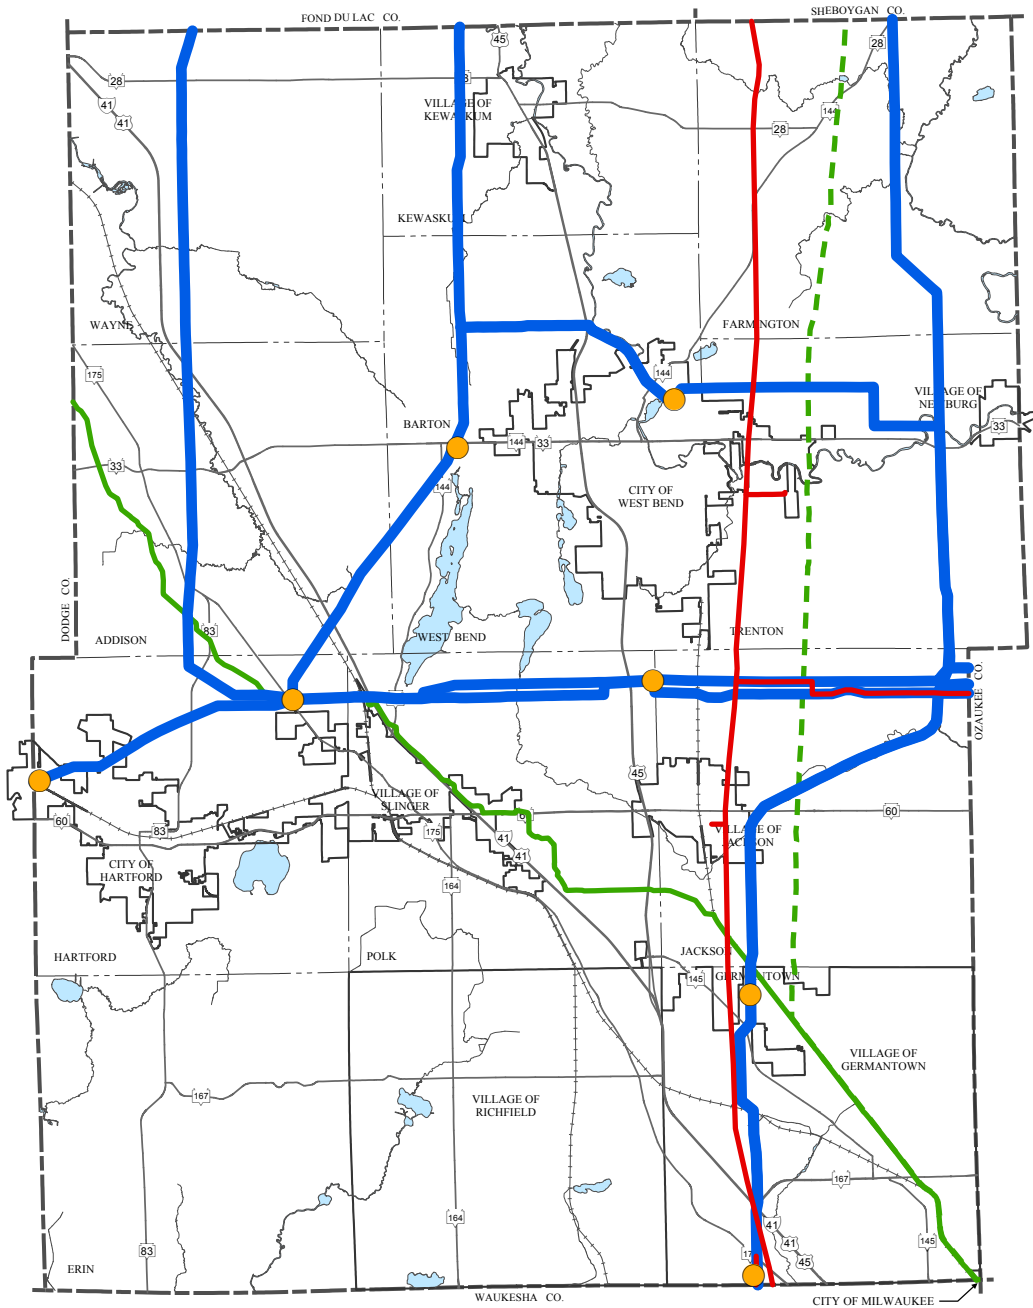 FOND DU LAC CO.
SHEBOYGAN CO.
45
28
28
41
41
VILLAGE OF
KEWASKUM
144
28
KEWASKUM
WAYNE
FARMINGTON
175
144
VILLAGE OF
NEWBURG
33
BARTON
144
33
33
144
CITY OF
WEST BEND
DODGE CO.
ADDISON
83
WEST BEND
TRENTON
OZAUKEE CO.
45
VILLAGE OF
SLINGER
60
60
83
175
41
41
VILLAGE OF
JACKSON
CITY OF
HARTFORD
164
HARTFORD
POLK
JACKSON
145
GERMANTOWN
VILLAGE OF
GERMANTOWN
167
VILLAGE OF
RICHFIELD
167
164
83
41
41
45
145
ERIN
WAUKESHA CO.
CITY OF MILWAUKEE